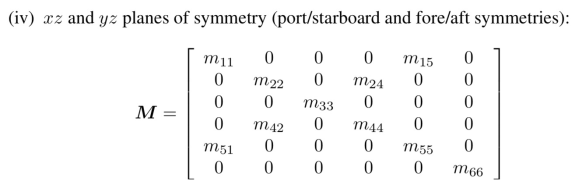 (iv) xz and yz planes of symmetry (port/starboard and fore/aft symmetries):
m11 0 0 0 m15 0
0 m22 0 m24 0 0
0 0 m33 0 0 0
M =
0 m42 0 m44 0 0
m51 0 0 0 m55 0
0 0 0 0 0 m66